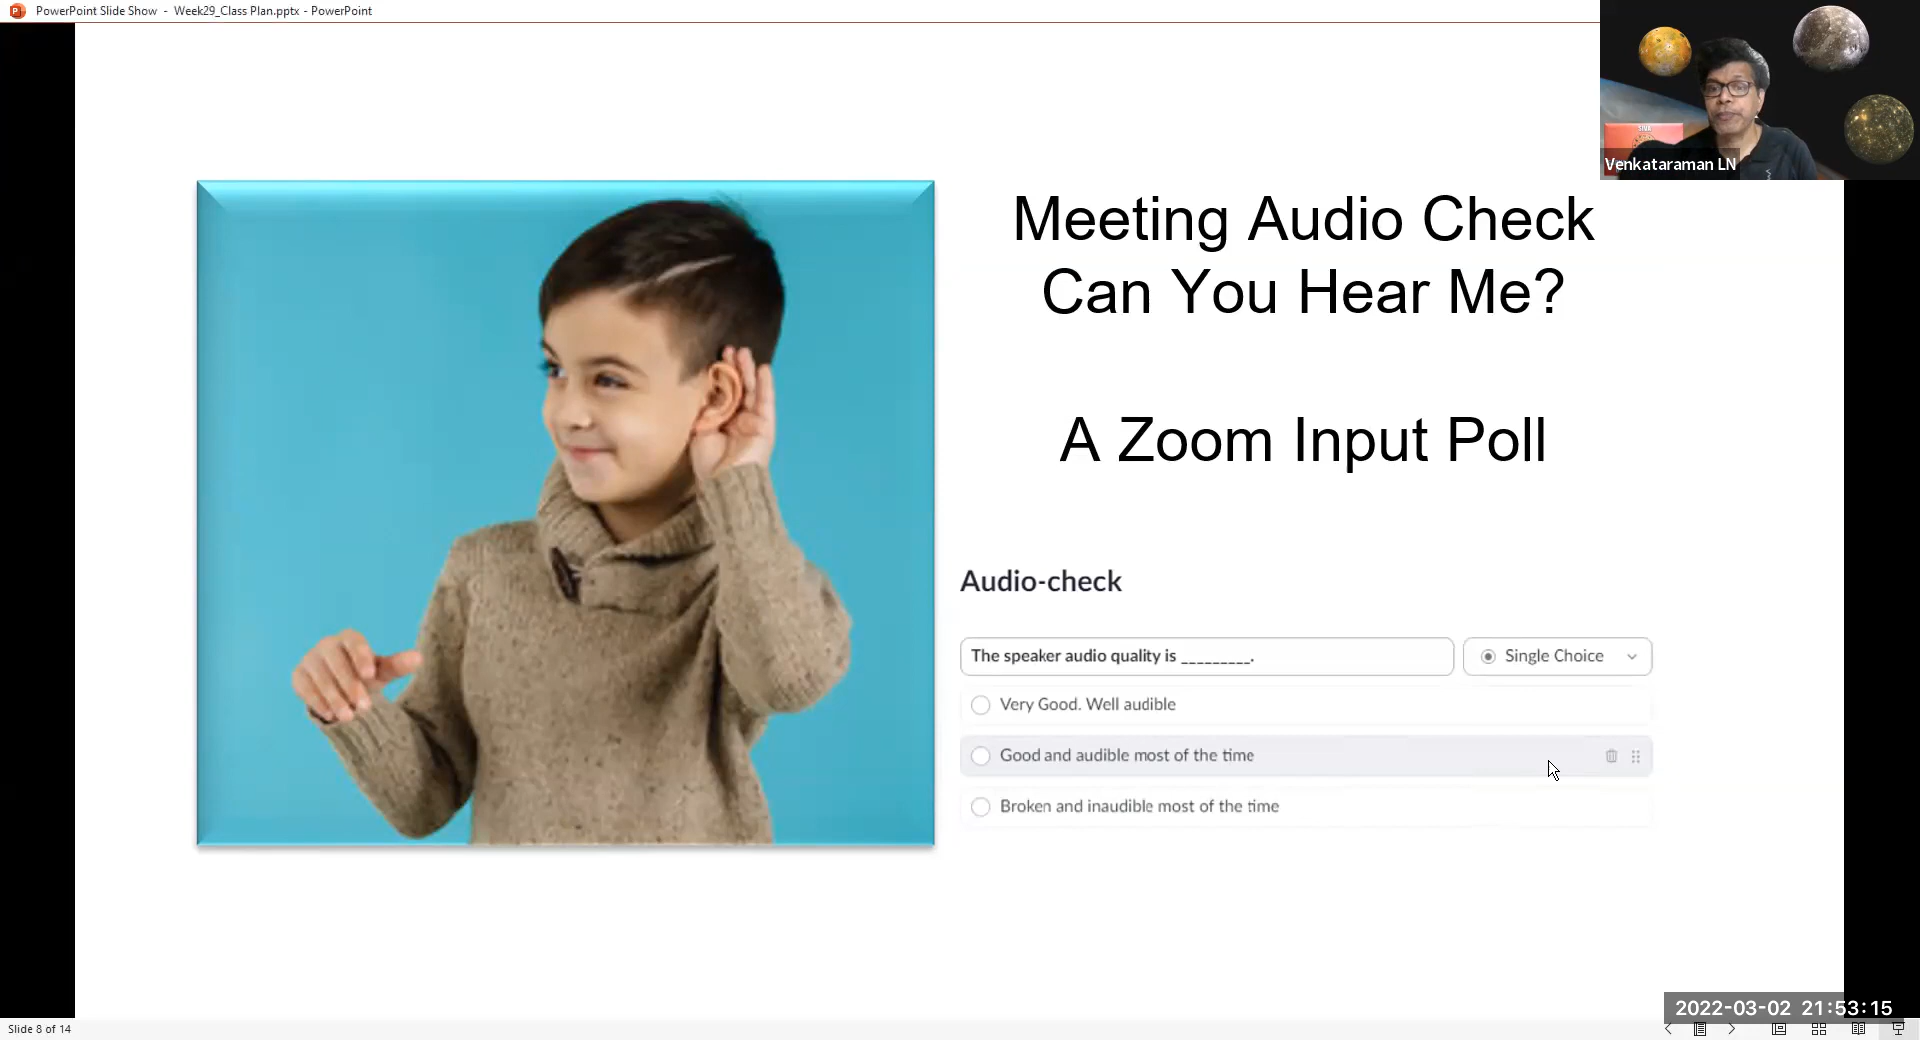 PowerPoint Slide Show - Week29_Class Plan.pptx - PowerPoint
Venkataraman LN
Meeting Audio Check
Can You Hear Me?
A Zoom Input Poll
Audio-check
The speaker audio quality is _________.
Single Choice
Very Good. Well audible
Good and audible most of the time
Broken and inaudible most of the time
2022-03-02 21:53:15
Slide 8 of 14